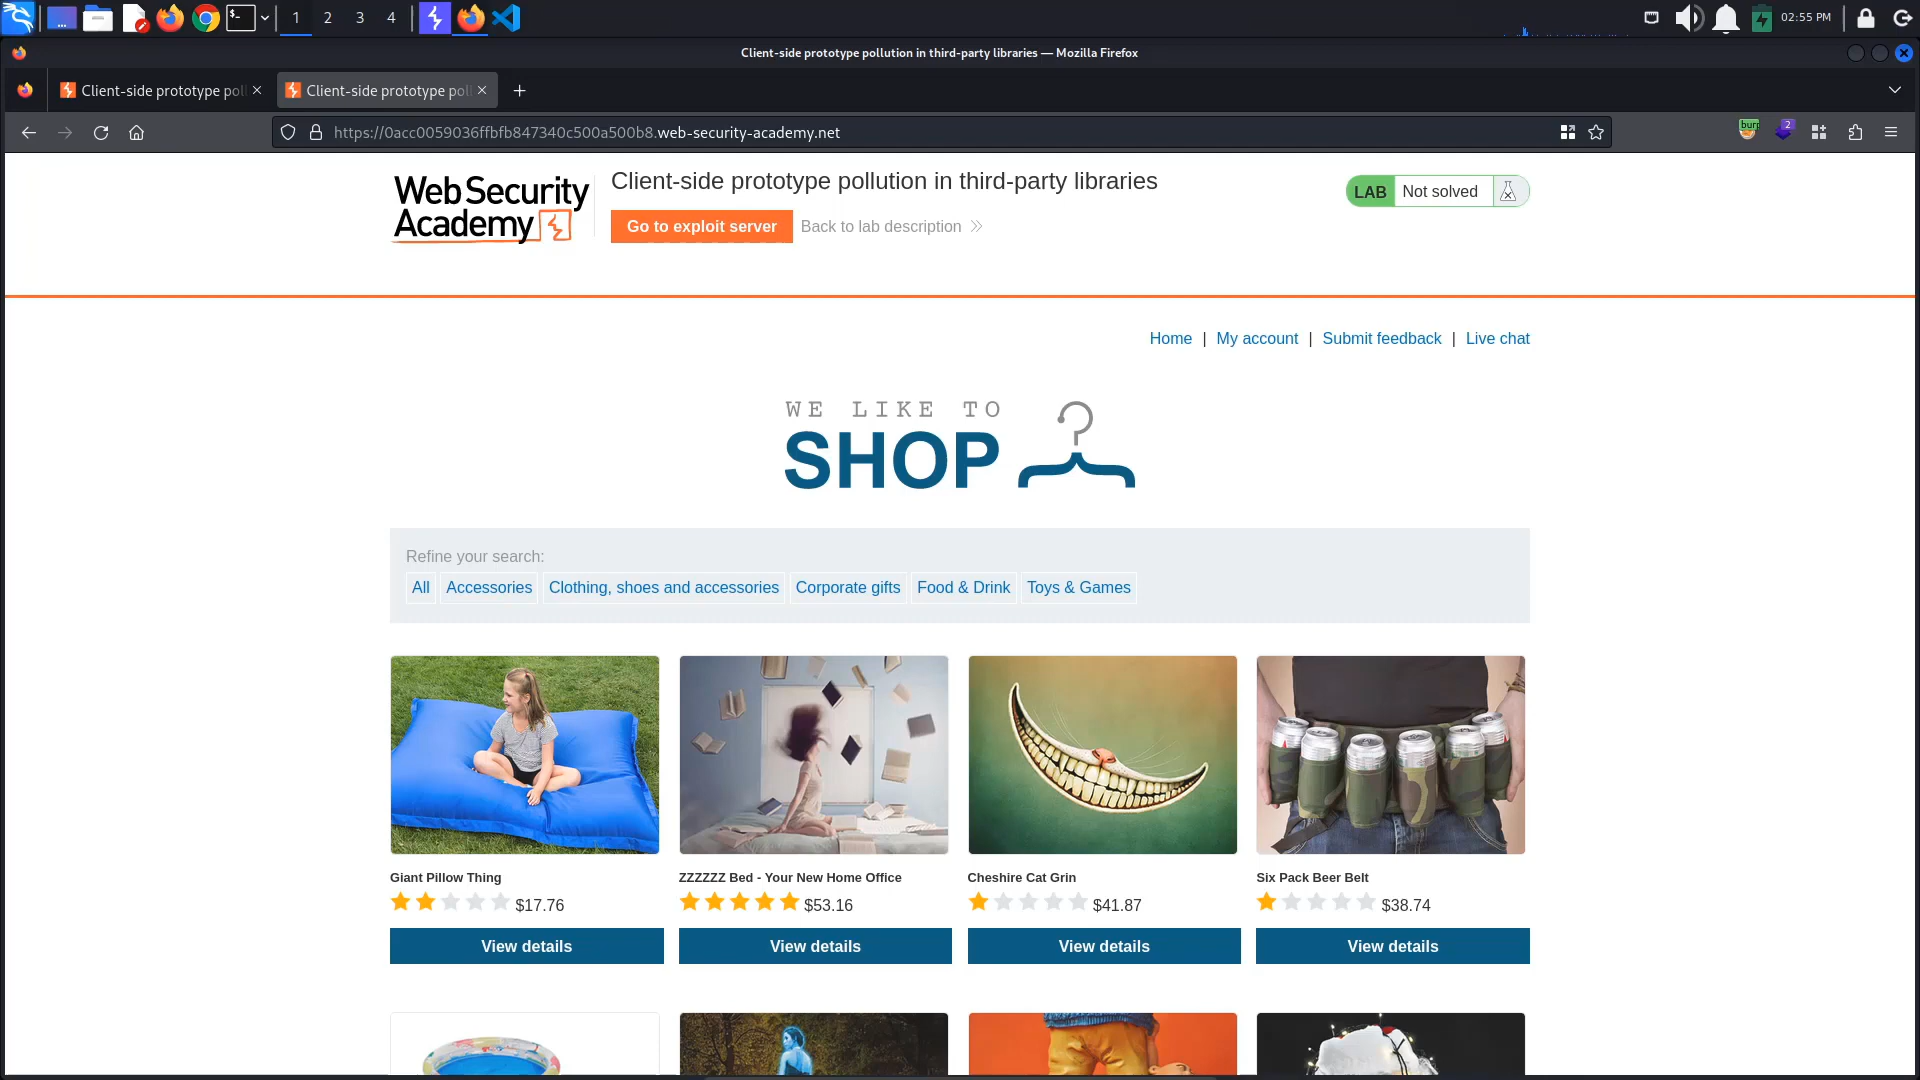 1 2 3 4
02:55 PM
Client-side prototype pollution in third-party libraries — Mozilla Firefox
Client-side prototype pol
Client-side prototype pol
https://0acc0059036ffbfb847340c500a500b8.web-security-academy.net
burp
2
WebSecurity
Academy
Client-side prototype pollution in third-party libraries
Go to exploit server
Back to lab description
LAB Not solved
Home | My account | Submit feedback | Live chat
WE LIKE TO
SHOP
Refine your search:
All Accessories Clothing, shoes and accessories Corporate gifts Food & Drink Toys & Games
Giant Pillow Thing
$17.76
View details
ZZZZZZ Bed - Your New Home Office
$53.16
View details
Cheshire Cat Grin
$41.87
View details
Six Pack Beer Belt
$38.74
View details